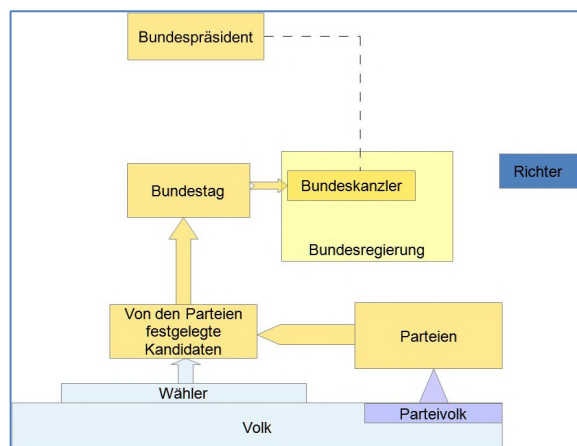 Bundespräsident
Bundestag
Bundeskanzler
Richter
Bundesregierung
Von den Parteien
festgelegte
Kandidaten
Parteien
Wähler
Parteivolk
Volk